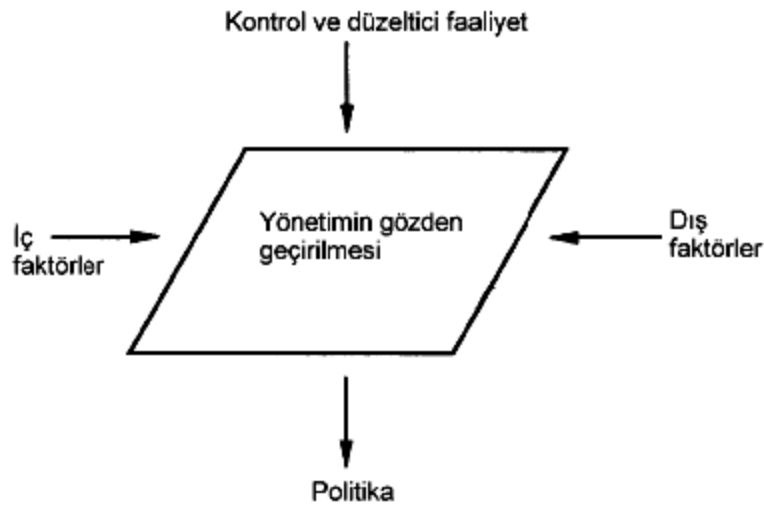 Kontrol ve düzeltici faaliyet
Yönetimin gözden
geçirilmesi
İç
faktörler
Dış
faktörler
Politika